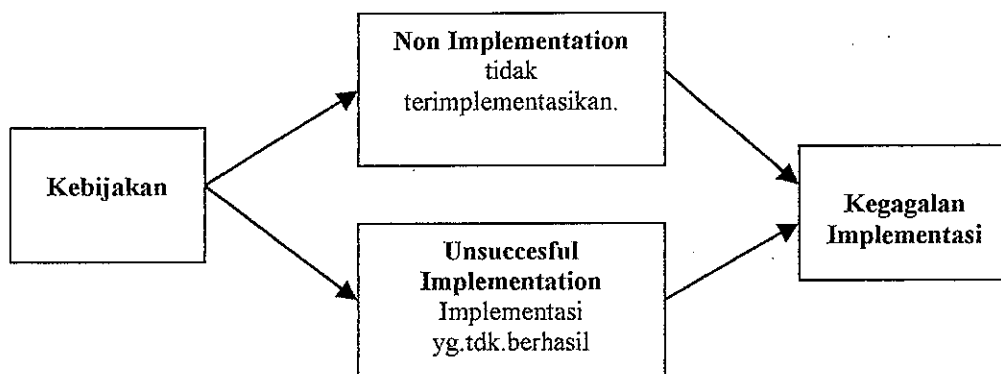 Non Implementation
tidak
terimplementasikan.
Kebijakan
Unsuccesful
Implementation
Implementasi
yg.tdk.berhasil
Kegagalan
Implementasi